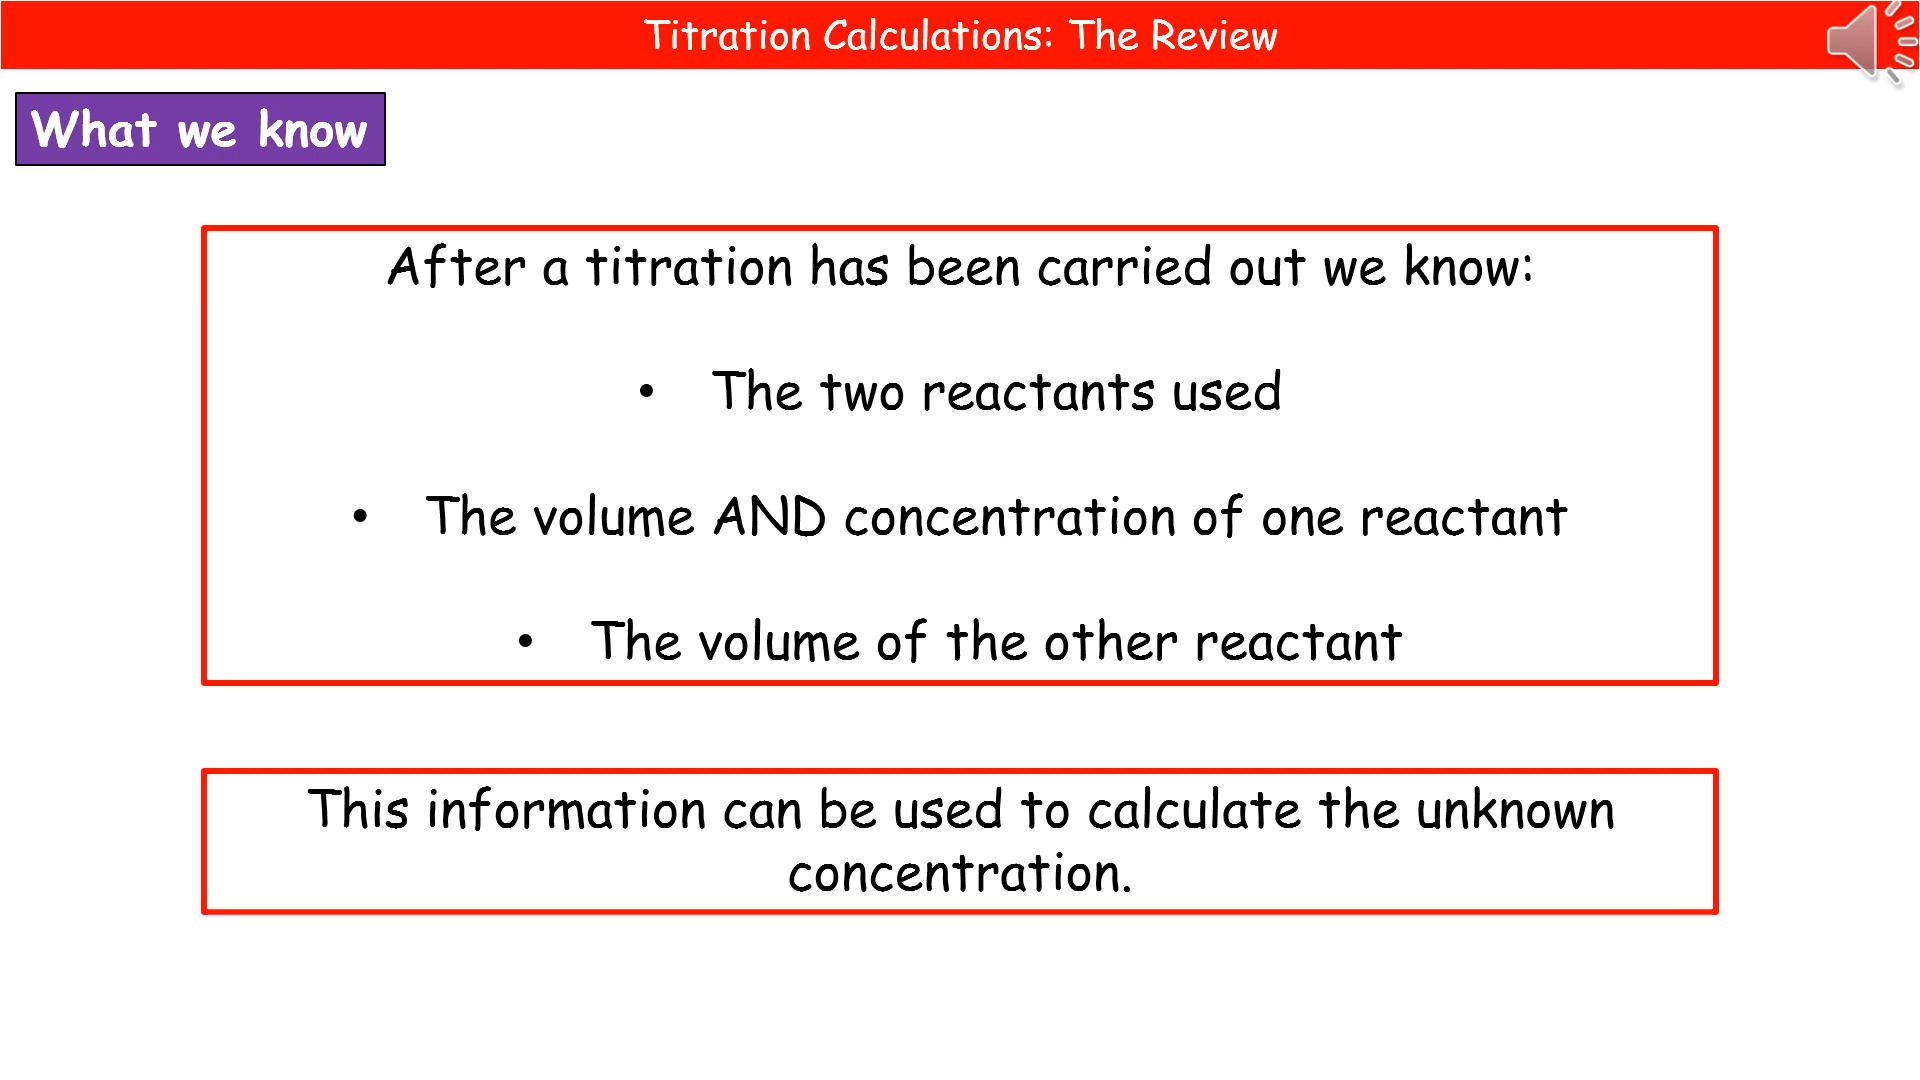 Titration Calculations: The Review
What we know
After a titration has been carried out we know:
• The two reactants used
• The volume AND concentration of one reactant
• The volume of the other reactant
This information can be used to calculate the unknown
concentration.